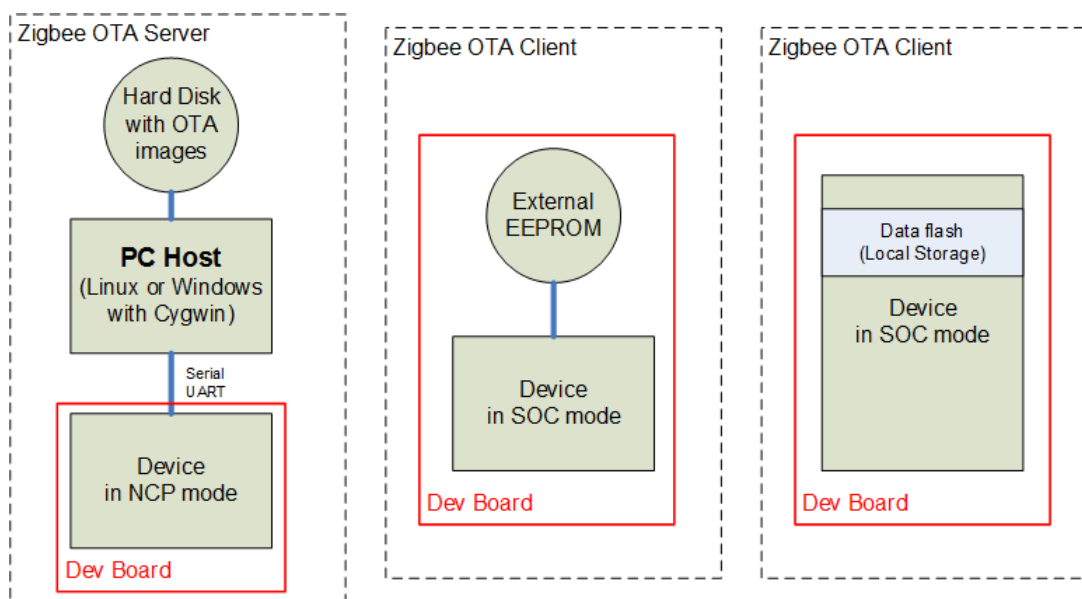 Zigbee OTA Server
Hard Disk
with OTA
images
PC Host
(Linux or Windows
with Cygwin)
Serial
UART
Device
in NCP mode
Dev Board
Zigbee OTA Client
External
EEPROM
Device
in SOC mode
Dev Board
Zigbee OTA Client
Data flash
(Local Storage)
Device
in SOC mode
Dev Board